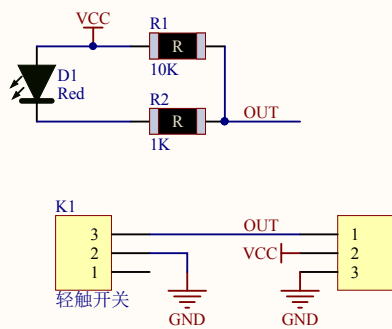 VCC
R1
R
10K
D1
Red
R2
R
1K
OUT
K1
3
2
1
轻触开关
GND
OUT
VCC
1
2
3
GND